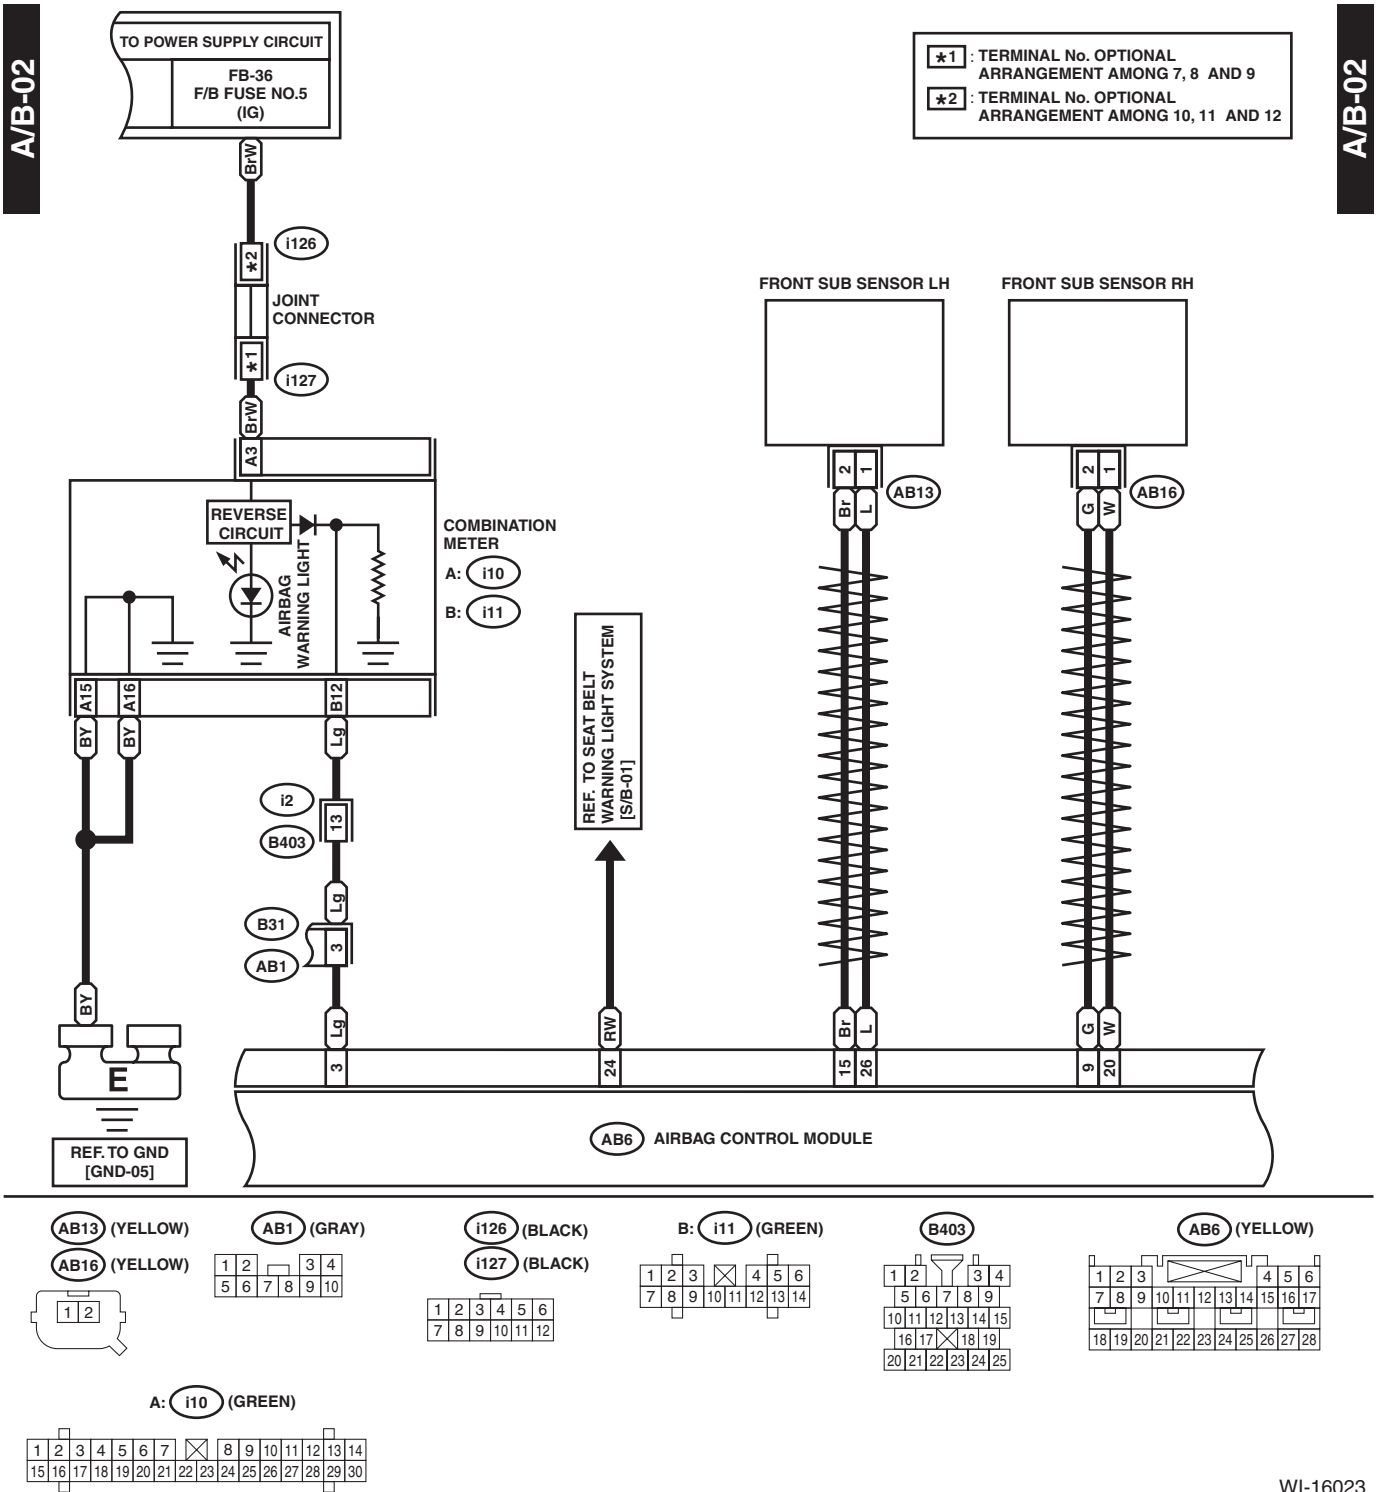 A/B-02
A/B-02
TO POWER SUPPLY CIRCUIT
FB-36
F/B FUSE NO.5
(IG)
*1 : TERMINAL No. OPTIONAL
ARRANGEMENT AMONG 7, 8 AND 9
*2 : TERMINAL No. OPTIONAL
ARRANGEMENT AMONG 10, 11 AND 12
BrW
*2
i126
JOINT
CONNECTOR
*1
i127
BrW
A3
FRONT SUB SENSOR LH
FRONT SUB SENSOR RH
2 1
AB13
2 1
AB16
Br L
G W
REVERSE
CIRCUIT
AIRBAG
WARNING LIGHT
COMBINATION
METER
A: i10
B: i11
A15 A16 B12
BY BY Lg
REF. TO SEAT BELT
WARNING LIGHT SYSTEM
[S/B-01]
i2
13
B403
Lg
B31
3
AB1
BY
Lg RW Br L G W
3 24 15 26 9 20
E
REF. TO GND
[GND-05]
AB6 AIRBAG CONTROL MODULE
AB13 (YELLOW)
AB16 (YELLOW)
1 2
AB1 (GRAY)
1 2 3 4
5 6 7 8 9 10
i126 (BLACK)
i127 (BLACK)
1 2 3 4 5 6
7 8 9 10 11 12
B: i11 (GREEN)
1 2 3 4 5 6
7 8 9 10 11 12 13 14
B403
1 2 3 4
5 6 7 8 9
10 11 12 13 14 15
16 17 18 19
20 21 22 23 24 25
AB6 (YELLOW)
1 2 3 4 5 6
7 8 9 10 11 12 13 14 15 16 17
18 19 20 21 22 23 24 25 26 27 28
A: i10 (GREEN)
1 2 3 4 5 6 7 8 9 10 11 12 13 14
15 16 17 18 19 20 21 22 23 24 25 26 27 28 29 30
WI-16023